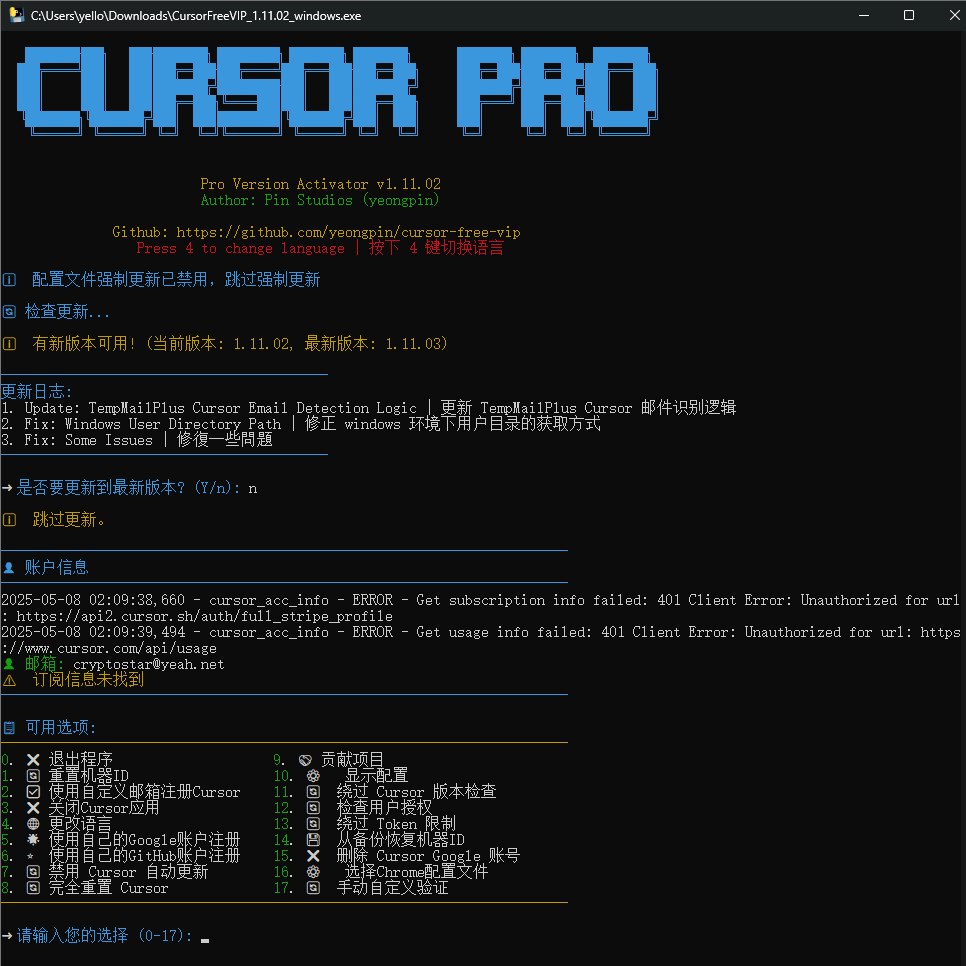 C:\Users\yello\Downloads\CursorFreeVIP_1.11.02_windows.exe
CURSOR PRO
Pro Version Activator v1.11.02
Author: Pin Studios (yeongpin)
Github: https://github.com/yeongpin/cursor-free-vip
Press 4 to change language | 按下 4 键切换语言
配置文件强制更新已禁用，跳过强制更新
检查更新...
有新版本可用! (当前版本: 1.11.02, 最新版本: 1.11.03)
更新日志:
1. Update: TempMailPlus Cursor Email Detection Logic | 更新 TempMailPlus Cursor 邮件识别逻辑
2. Fix: Windows User Directory Path | 修正 windows 环境下用户目录的获取方式
3. Fix: Some Issues | 修復一些問題
➜ 是否要更新到最新版本? (Y/n): n
跳过更新。
账户信息
2025-05-08 02:09:38,660 - cursor_acc_info - ERROR - Get subscription info failed: 401 Client Error: Unauthorized for url
: https://api2.cursor.sh/auth/full_stripe_profile
2025-05-08 02:09:39,494 - cursor_acc_info - ERROR - Get usage info failed: 401 Client Error: Unauthorized for url: https
://www.cursor.com/api/usage
邮箱: cryptostar@yeah.net
订阅信息未找到
可用选项:
0. 退出程序
1. 重置机器ID
2. 使用自定义邮箱注册Cursor
3. 关闭Cursor应用
4. 更改语言
5. 使用自己的Google账户注册
6. 使用自己的GitHub账户注册
7. 禁用 Cursor 自动更新
8. 完全重置 Cursor
9. 贡献项目
10. 显示配置
11. 绕过 Cursor 版本检查
12. 检查用户授权
13. 绕过 Token 限制
14. 从备份恢复机器ID
15. 删除 Cursor Google 账号
16. 选择Chrome配置文件
17. 手动自定义验证
➜ 请输入您的选择 (0-17):